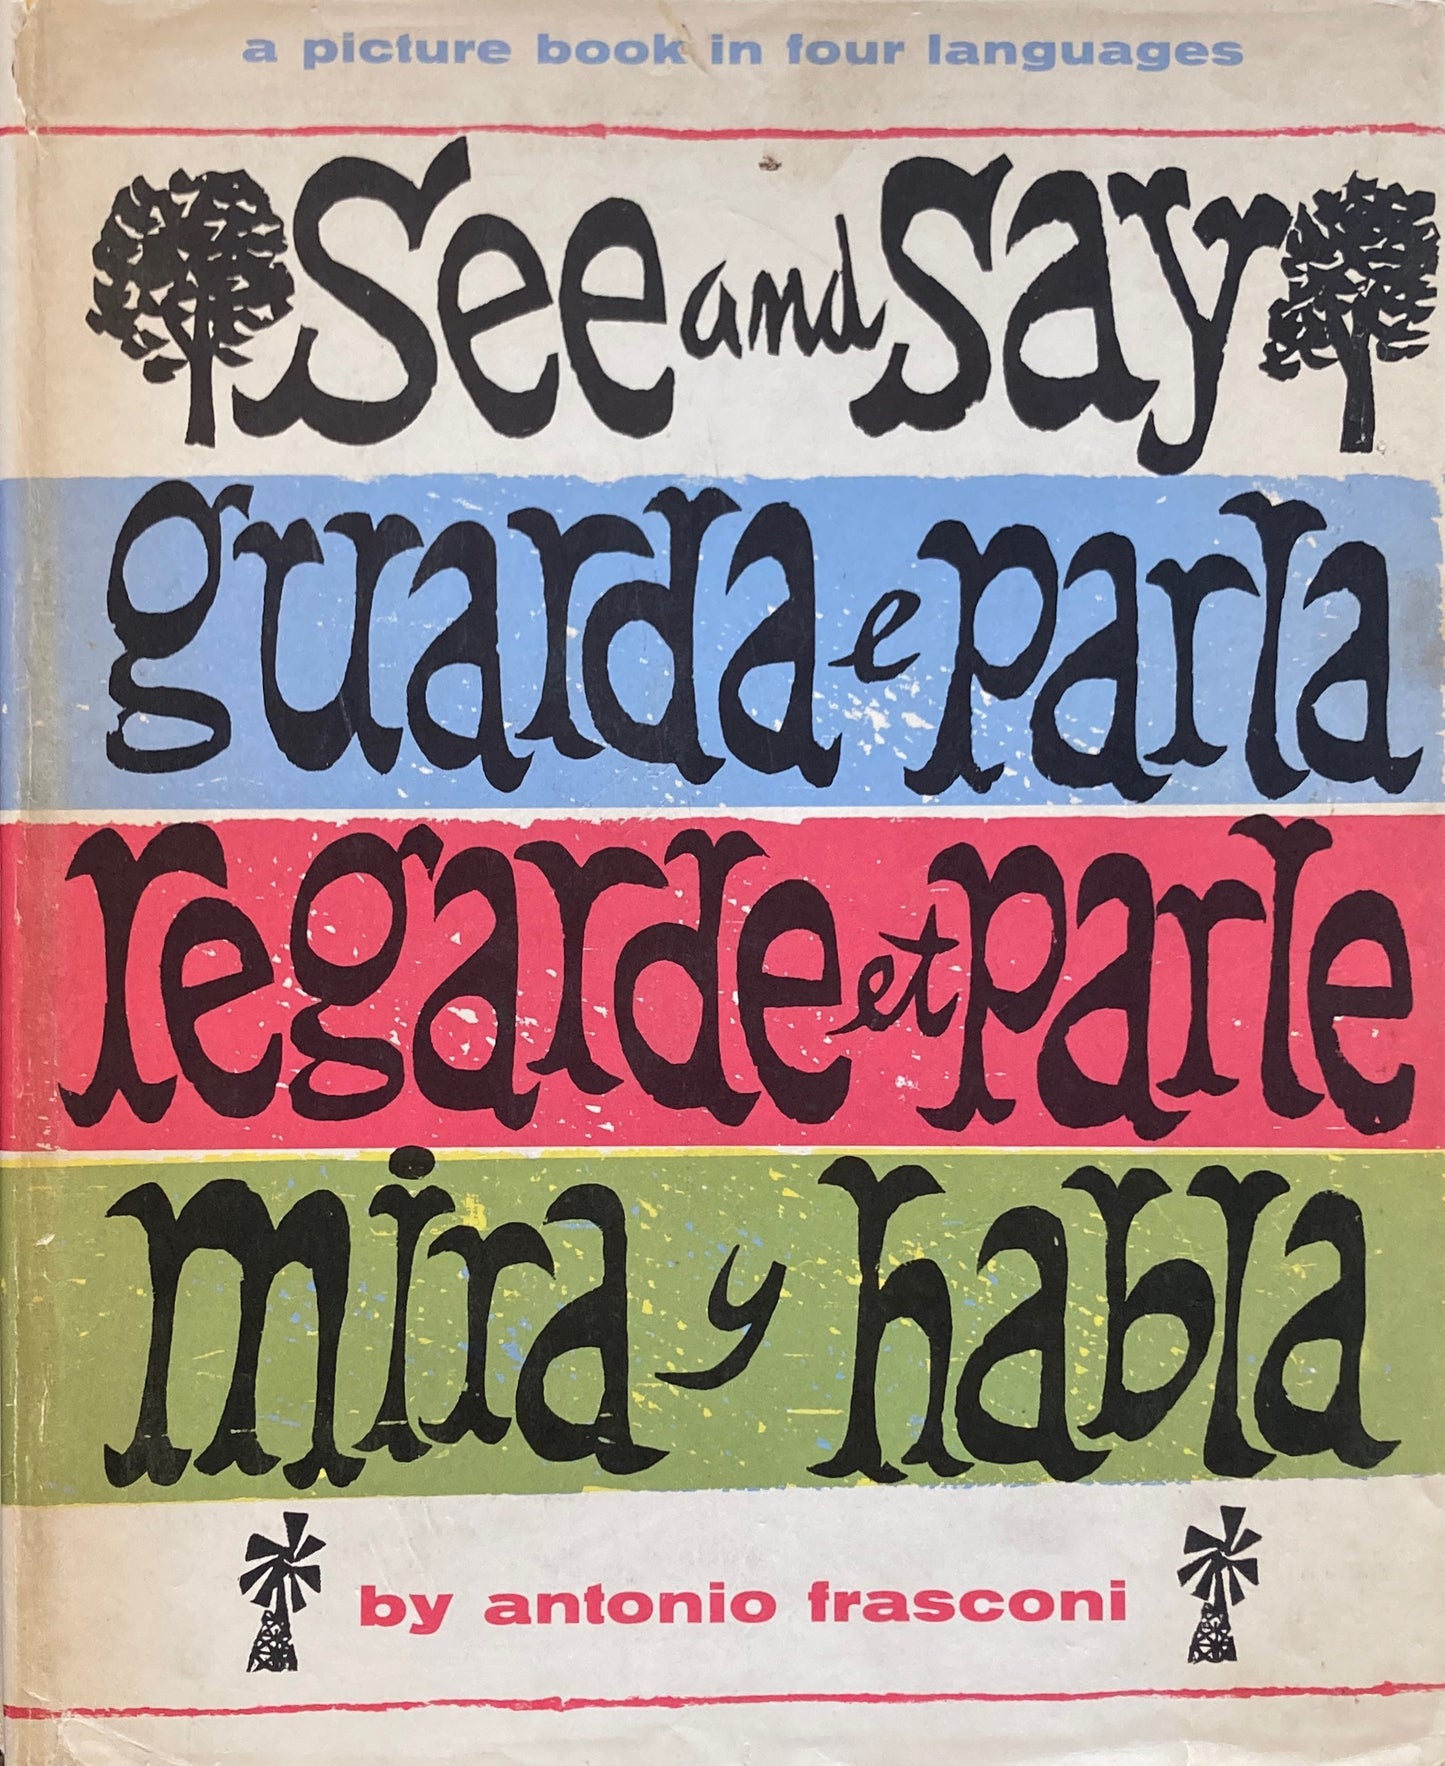 a picture book in four languages
See and Say
guarda e parla
regarde et parle
mira y habla
by antonio frasconi